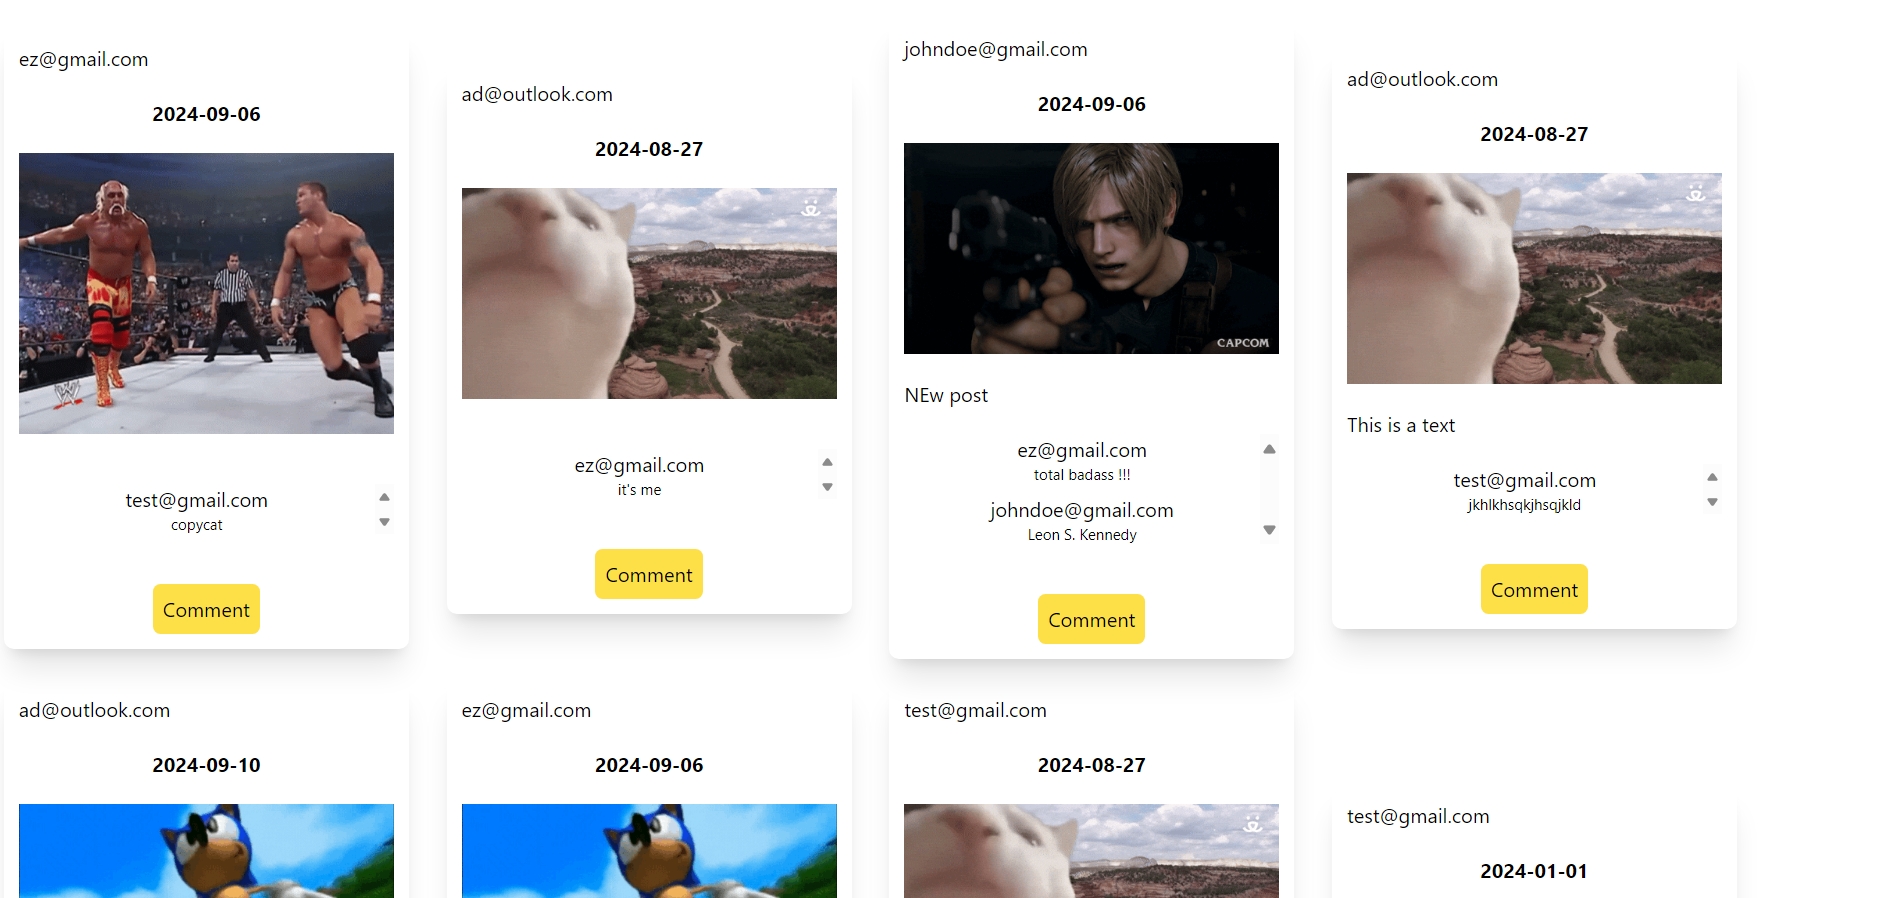 ez@gmail.com
2024-09-06
test@gmail.com
copycat
Comment
ad@outlook.com
2024-08-27
ez@gmail.com
it's me
Comment
johndoe@gmail.com
2024-09-06
CAPCOM
NEw post
ez@gmail.com
total badass !!!
johndoe@gmail.com
Leon S. Kennedy
Comment
ad@outlook.com
2024-08-27
This is a text
test@gmail.com
jkhlkhsqkjhsqjkld
Comment
ad@outlook.com
2024-09-10
ez@gmail.com
2024-09-06
test@gmail.com
2024-08-27
test@gmail.com
2024-01-01